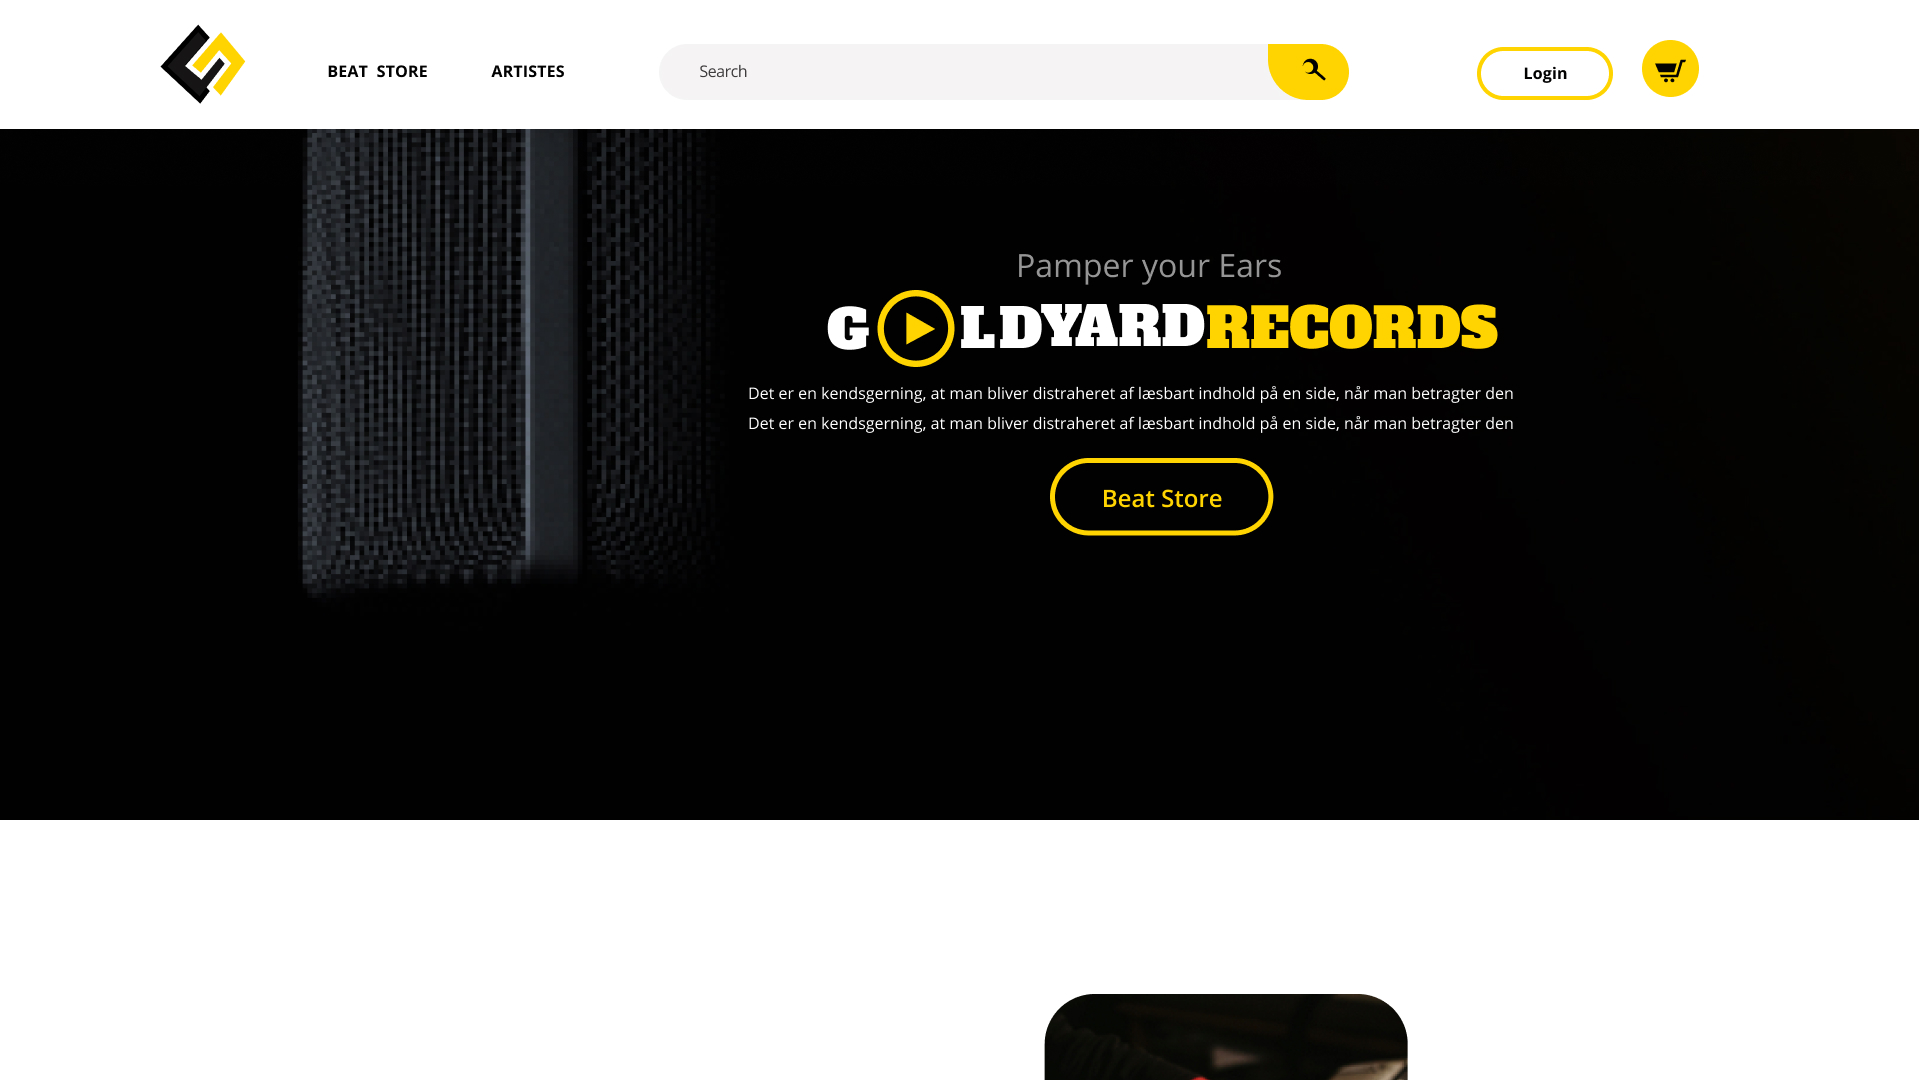 BEAT STORE
ARTISTES
Search
Login
Pamper your Ears
G LDYARDRECORDS
Det er en kendsgerning, at man bliver distraheret af læsbart indhold på en side, når man betragter den
Det er en kendsgerning, at man bliver distraheret af læsbart indhold på en side, når man betragter den
Beat Store